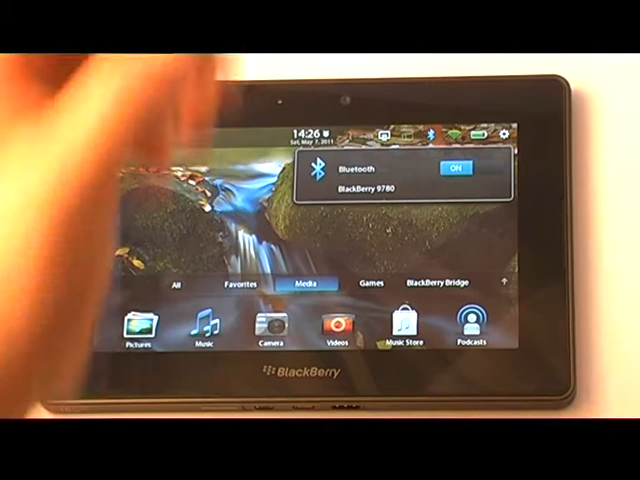 14:26
Sat, May 7, 2011
Bluetooth
ON
BlackBerry 9780
All Favorites Media Games BlackBerry Bridge
Pictures Music Camera Videos Music Store Podcasts
BlackBerry